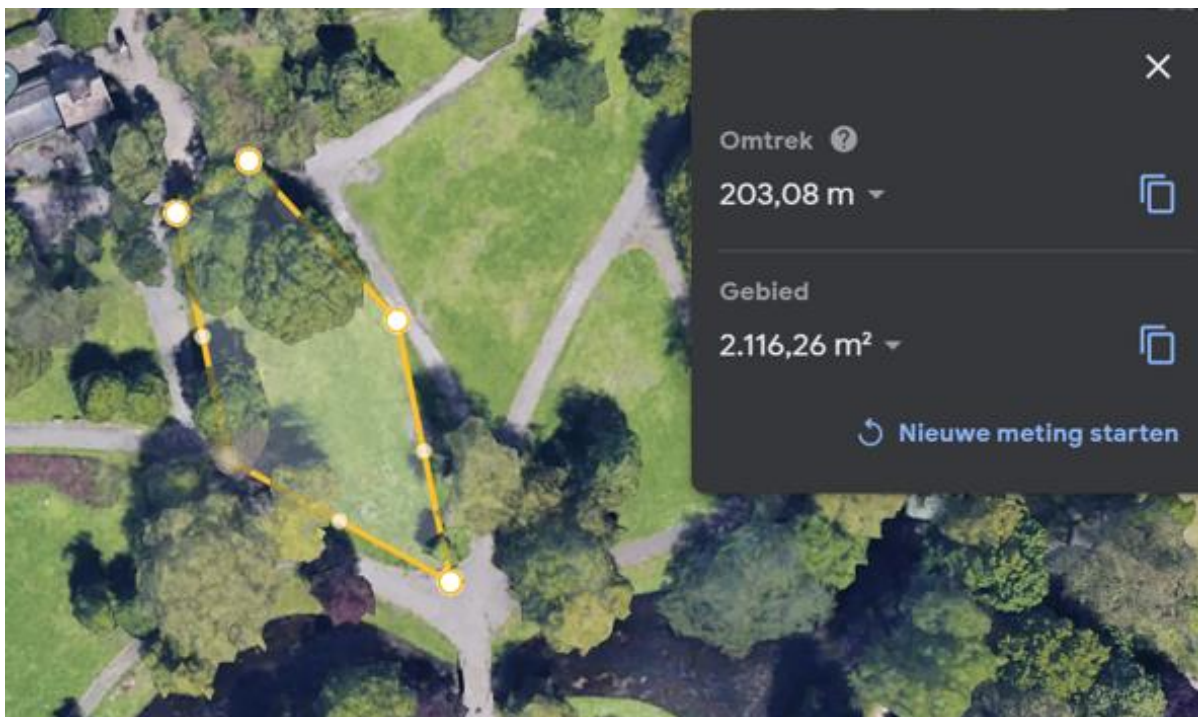 Omtrek
203,08 m
Gebied
2.116,26 m²
Nieuwe meting starten